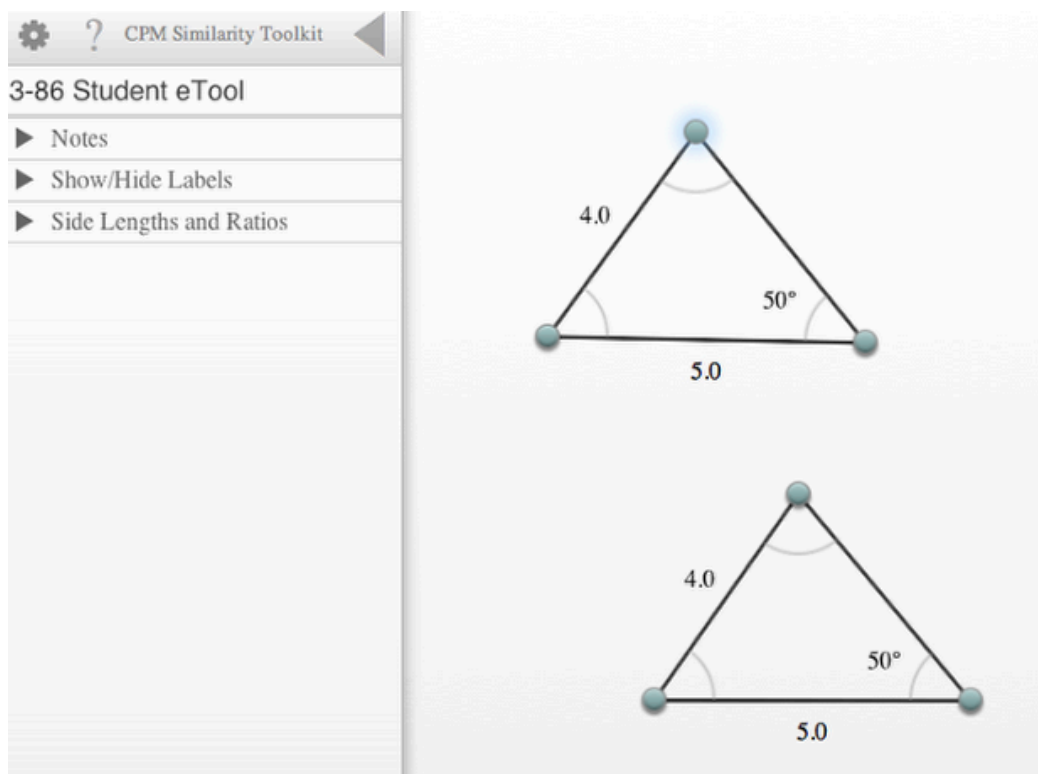 ? CPM Similarity Toolkit
3-86 Student eTool
Notes
Show/Hide Labels
Side Lengths and Ratios
4.0
50°
5.0
4.0
50°
5.0